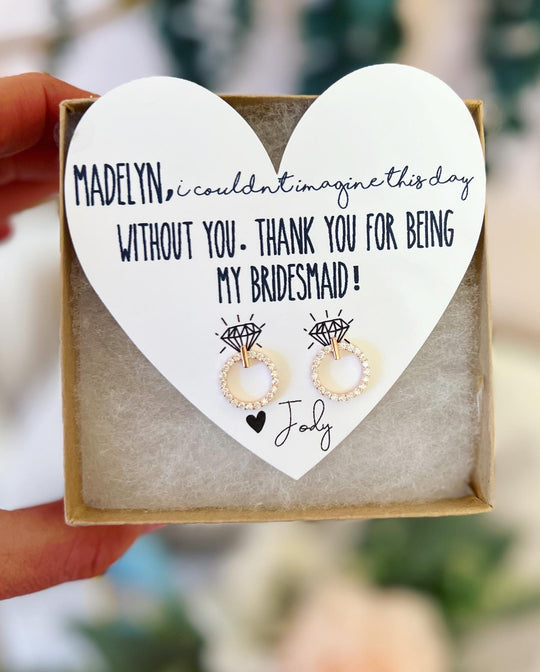 MADELYN, i couldn't imagine this day
WITHOUT YOU. THANK YOU FOR BEING
MY BRIDESMAID!
Jody